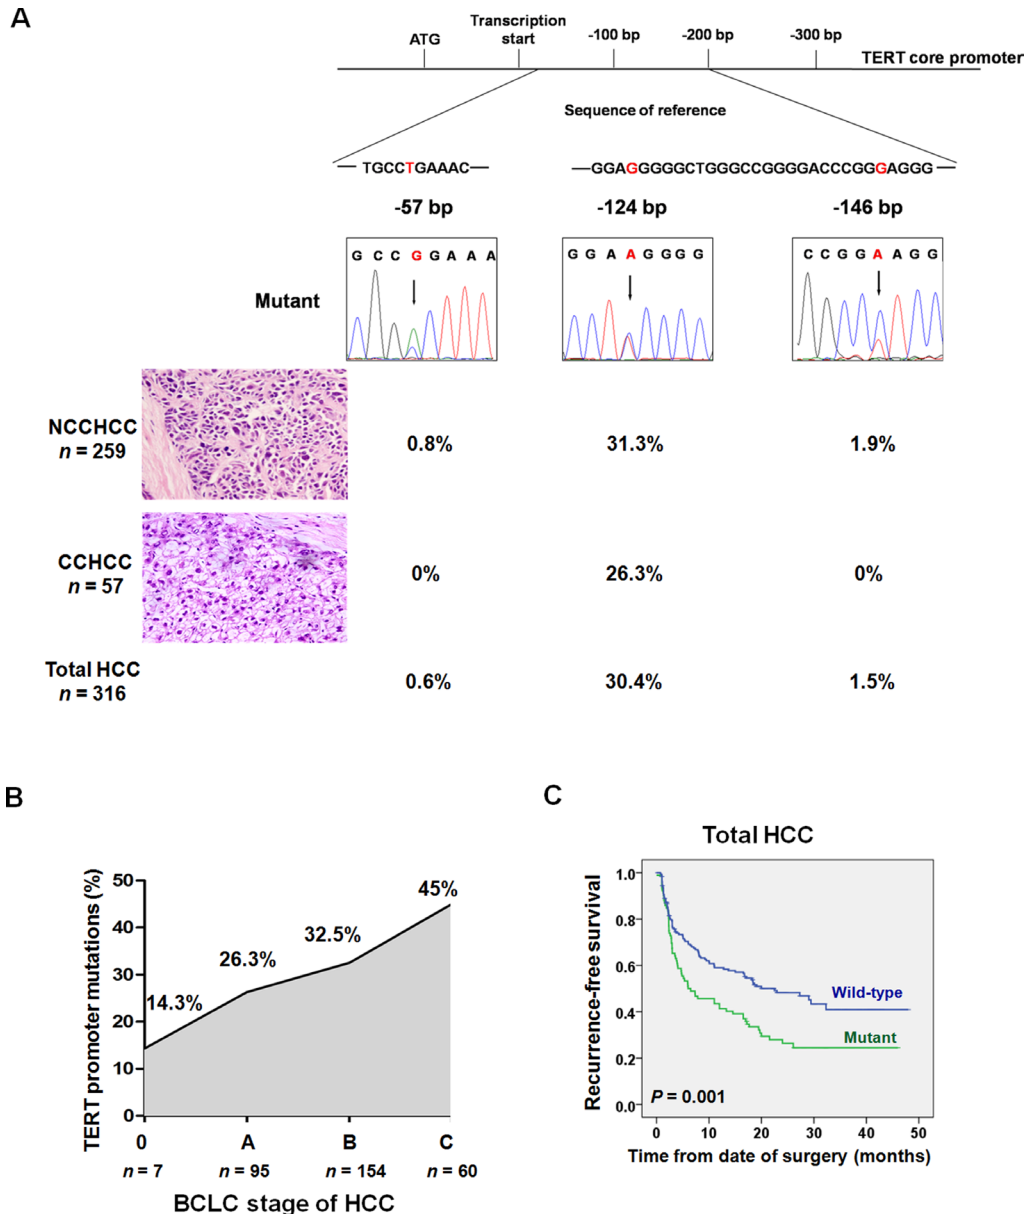 A
ATG
Transcription
start
-100 bp
-200 bp
-300 bp
TERT core promoter
Sequence of reference
TGCCTGAAAC
GGAGGGGGCTGGGCCGGGGACCCGGGAGGG
-57 bp
-124 bp
-146 bp
Mutant
G C C G G A A A
G G A A G G G G
C C G G A A G G
NCCHCC
n = 259
0.8%
31.3%
1.9%
CCHCC
n = 57
0%
26.3%
0%
Total HCC
n = 316
0.6%
30.4%
1.5%
B
TERT promoter mutations (%)
50
40
30
20
10
0
14.3%
26.3%
32.5%
45%
0
A
B
C
n = 7
n = 95
n = 154
n = 60
BCLC stage of HCC
C
Total HCC
Recurrence-free survival
1.0
0.8
0.6
0.4
0.2
0.0
Wild-type
Mutant
P = 0.001
0 10 20 30 40 50
Time from date of surgery (months)